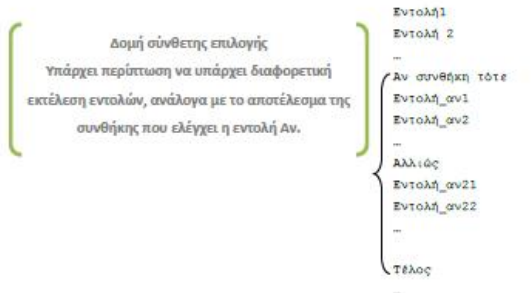 Δομή σύνθετης επιλογής
Υπάρχει περίπτωση να υπάρχει διαφορετική
εκτέλεση εντολών, ανάλογα με το αποτέλεσμα της
συνθήκης που ελέγχει η εντολή Αν.
Εντολή1
Εντολή 2
…
Αν συνθήκη τότε
Εντολή_αν1
Εντολή_αν2
…
Αλλιώς
Εντολή_αν21
Εντολή_αν22
…
Τέλος